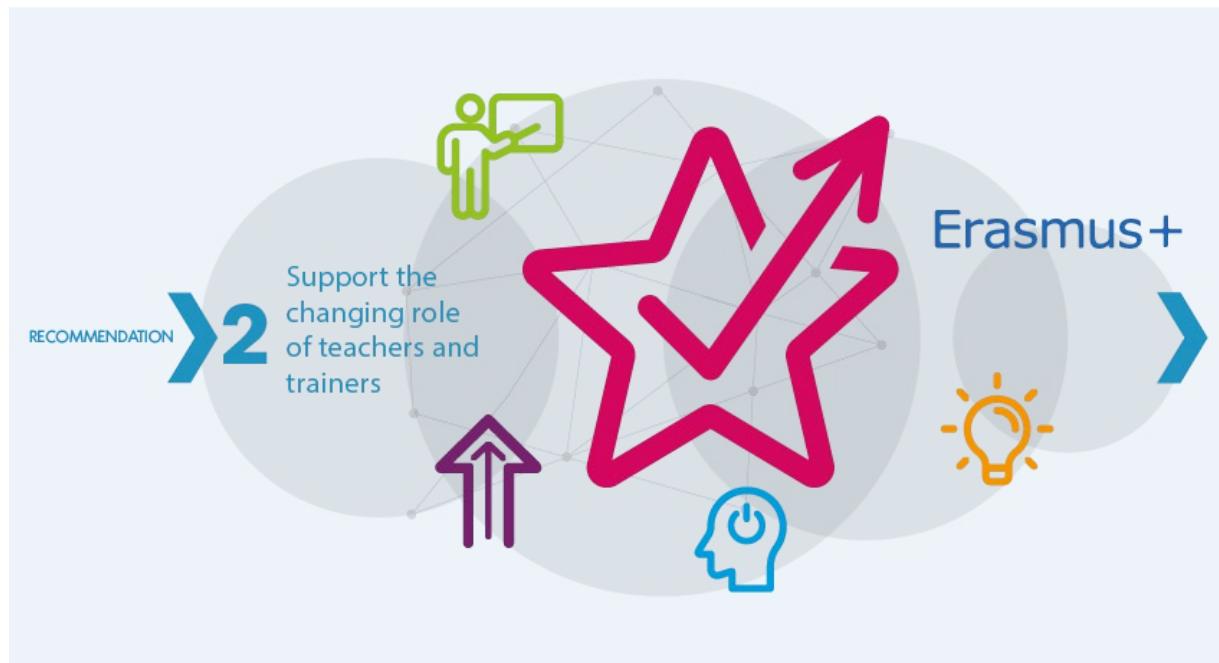 RECOMMENDATION
2
Support the
changing role
of teachers and
trainers
Erasmus+